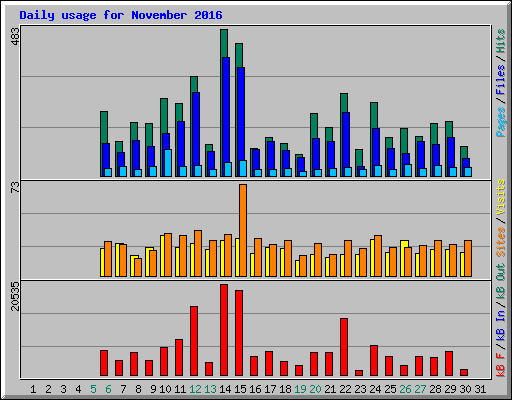 Daily usage for November 2016
483
Pages / Files / Hits
73
Sites / Visits
20535
kB F / kB In / kB Out
1 2 3 4 5 6 7 8 9 10 11 12 13 14 15 16 17 18 19 20 21 22 23 24 25 26 27 28 29 30 31